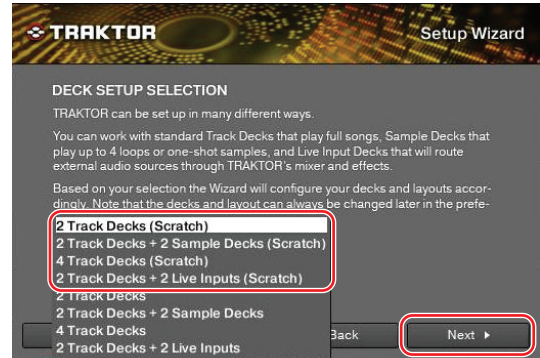 TRAKTOR
Setup Wizard
DECK SETUP SELECTION
TRAKTOR can be set up in many different ways.
You can work with standard Track Decks that play full songs, Sample Decks that
play up to 4 loops or one-shot samples, and Live Input Decks that will route
external audio sources through TRAKTOR's mixer and effects.
Based on your selection the Wizard will configure your decks and layouts accor-
dingly. Note that the decks and layout can always be changed later in the prefe-
2 Track Decks (Scratch)
2 Track Decks + 2 Sample Decks (Scratch)
4 Track Decks (Scratch)
2 Track Decks + 2 Live Inputs (Scratch)
2 Track Decks
2 Track Decks + 2 Sample Decks
4 Track Decks
2 Track Decks + 2 Live Inputs
Back
Next